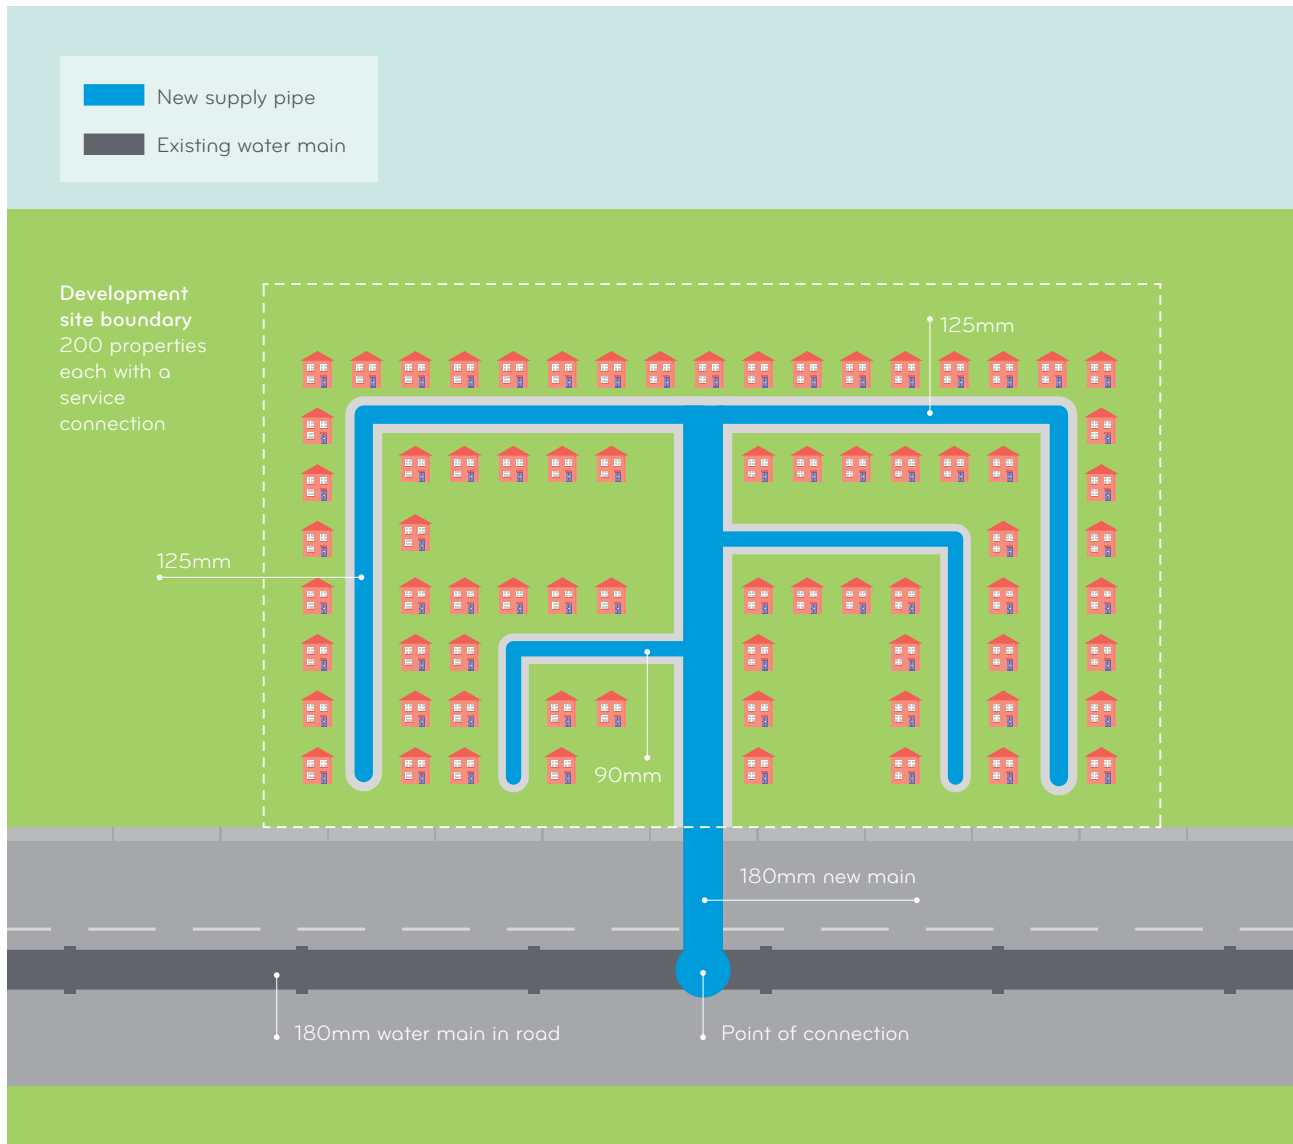 New supply pipe
Existing water main
Development
site boundary
200 properties
each with a
service
connection
125mm
125mm
90mm
180mm new main
180mm water main in road
Point of connection